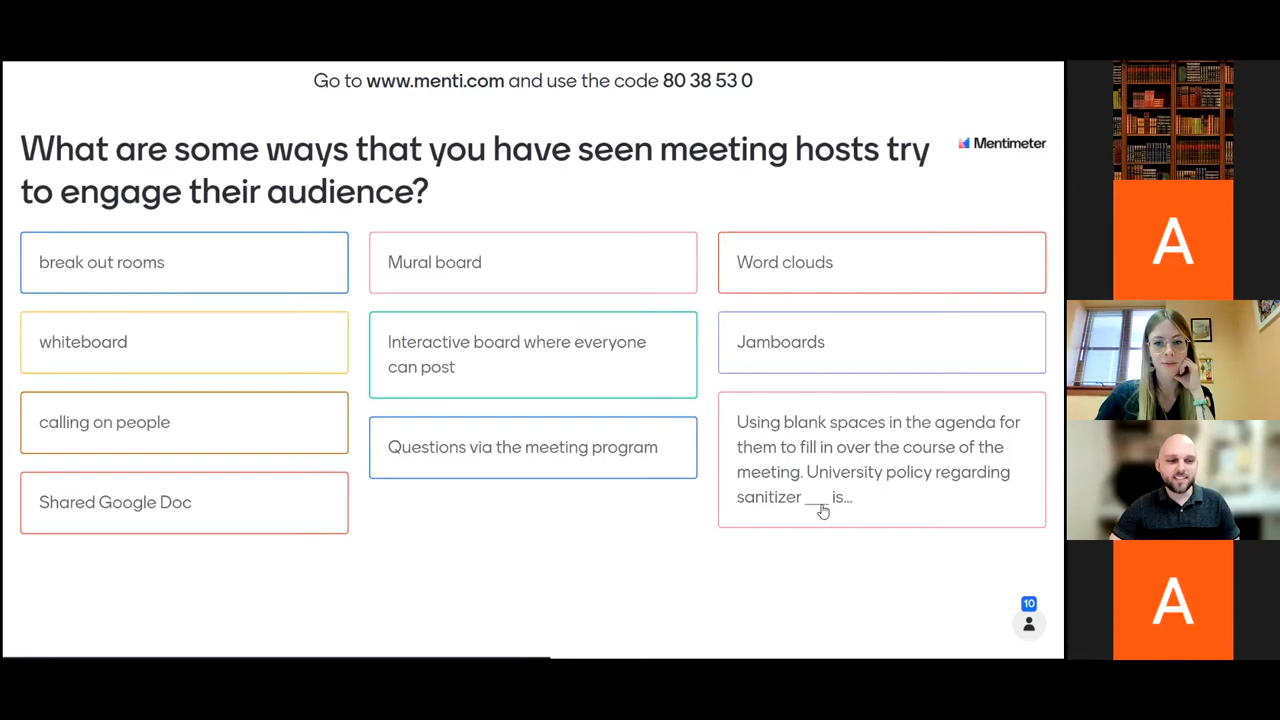 Go to www.menti.com and use the code 80 38 53 0
What are some ways that you have seen meeting hosts try
to engage their audience?
Mentimeter
break out rooms
whiteboard
calling on people
Shared Google Doc
Mural board
Interactive board where everyone
can post
Questions via the meeting program
Word clouds
Jamboards
Using blank spaces in the agenda for
them to fill in over the course of the
meeting. University policy regarding
sanitizer ___ is...
10
A
A